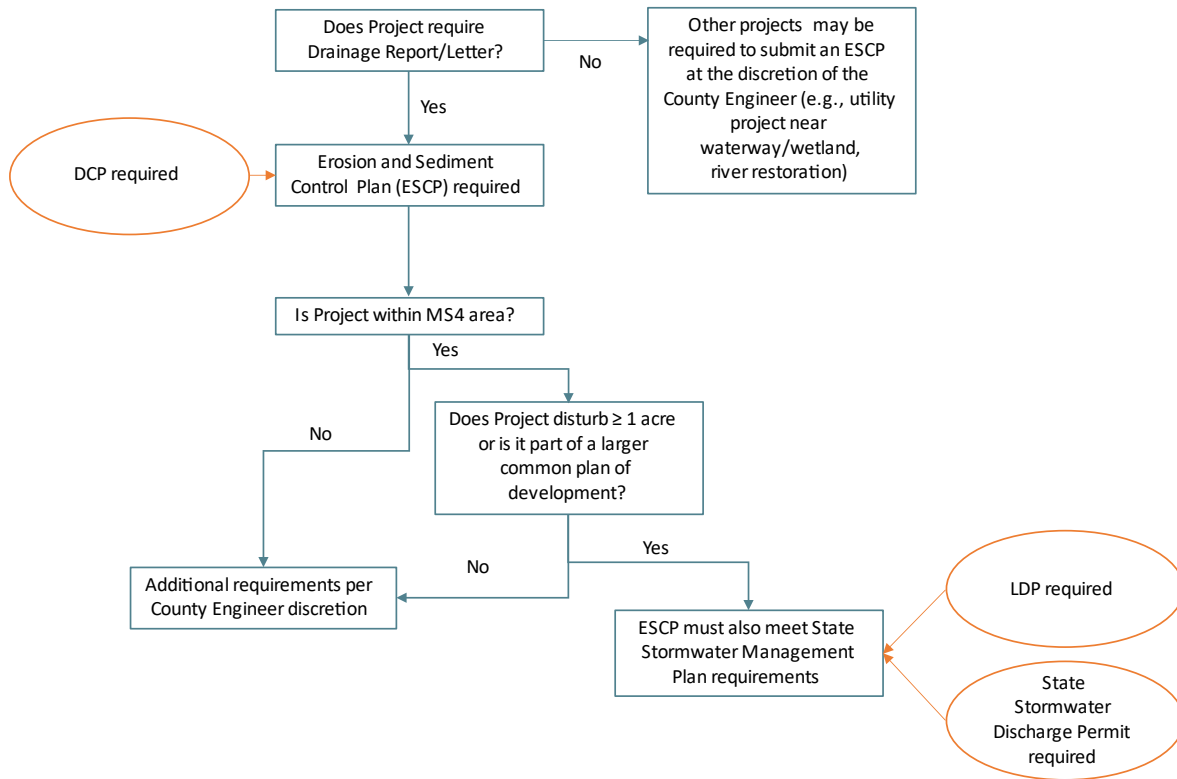 Does Project require
Drainage Report/Letter?
No
Other projects may be
required to submit an ESCP
at the discretion of the
County Engineer (e.g., utility
project near
waterway/wetland,
river restoration)
Yes
DCP required
Erosion and Sediment
Control Plan (ESCP) required
Is Project within MS4 area?
Yes
No
Does Project disturb ≥ 1 acre
or is it part of a larger
common plan of
development?
No
Yes
Additional requirements per
County Engineer discretion
LDP required
ESCP must also meet State
Stormwater Management
Plan requirements
State
Stormwater
Discharge Permit
required